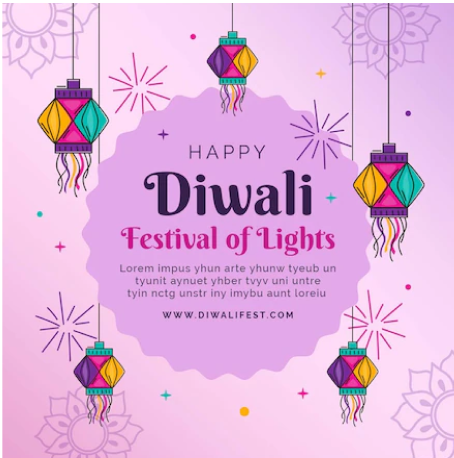 HAPPY
Diwali
Festival of Lights
Lorem impus yhun arte yhunw tyeub un
tyunit aynuet yhber tyyv uni untre
tyin nctg unstr iny imybu aunt loreiu
WWW.DIWALIFEST.COM